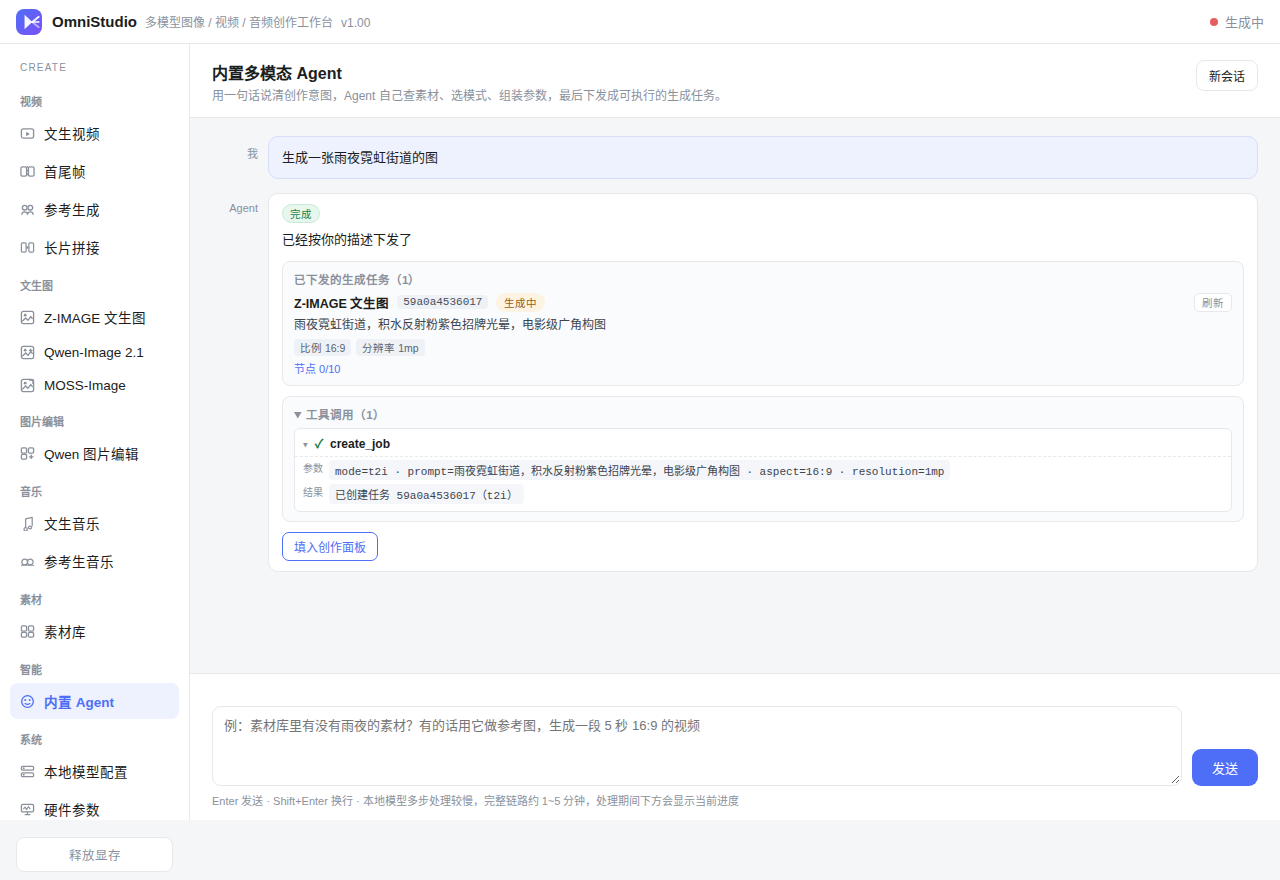 OmniStudio 多模型图像 / 视频 / 音频创作工作台 v1.00
生成中
CREATE
视频
文生视频
首尾帧
参考生成
长片拼接
文生图
Z-IMAGE 文生图
Qwen-Image 2.1
MOSS-Image
图片编辑
Qwen 图片编辑
音乐
文生音乐
参考生音乐
素材
素材库
智能
内置 Agent
系统
本地模型配置
硬件参数
释放显存
内置多模态 Agent
用一句话说清创作意图，Agent 自己查素材、选模式、组装参数，最后下发成可执行的生成任务。
新会话
我
生成一张雨夜霓虹街道的图
Agent
完成
已经按你的描述下发了
已下发的生成任务（1）
Z-IMAGE 文生图 59a0a4536017 生成中
刷新
雨夜霓虹街道，积水反射粉紫色招牌光晕，电影级广角构图
比例 16:9 分辨率 1mp
节点 0/10
▼ 工具调用（1）
▾ ✓ create_job
参数 mode=t2i · prompt=雨夜霓虹街道，积水反射粉紫色招牌光晕，电影级广角构图 · aspect=16:9 · resolution=1mp
结果 已创建任务 59a0a4536017（t2i）
填入创作面板
例：素材库里有没有雨夜的素材？有的话用它做参考图，生成一段 5 秒 16:9 的视频
发送
Enter 发送 · Shift+Enter 换行 · 本地模型多步处理较慢，完整链路约 1~5 分钟，处理期间下方会显示当前进度